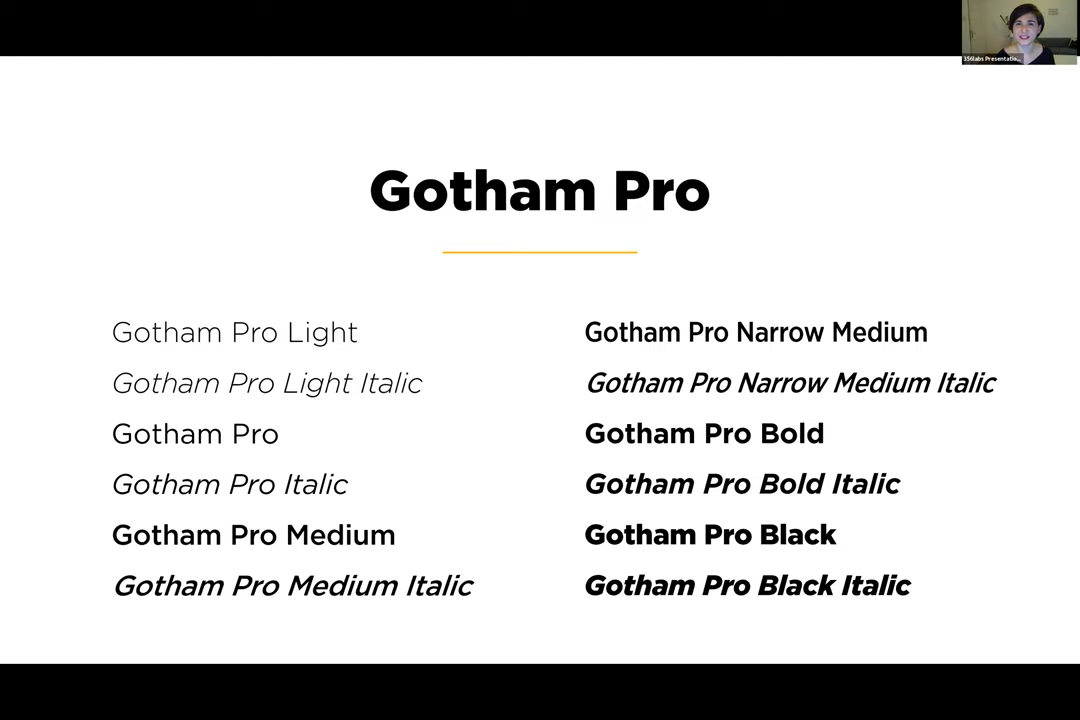 356labs Presentatio...
Gotham Pro
Gotham Pro Light
Gotham Pro Light Italic
Gotham Pro
Gotham Pro Italic
Gotham Pro Medium
Gotham Pro Medium Italic
Gotham Pro Narrow Medium
Gotham Pro Narrow Medium Italic
Gotham Pro Bold
Gotham Pro Bold Italic
Gotham Pro Black
Gotham Pro Black Italic